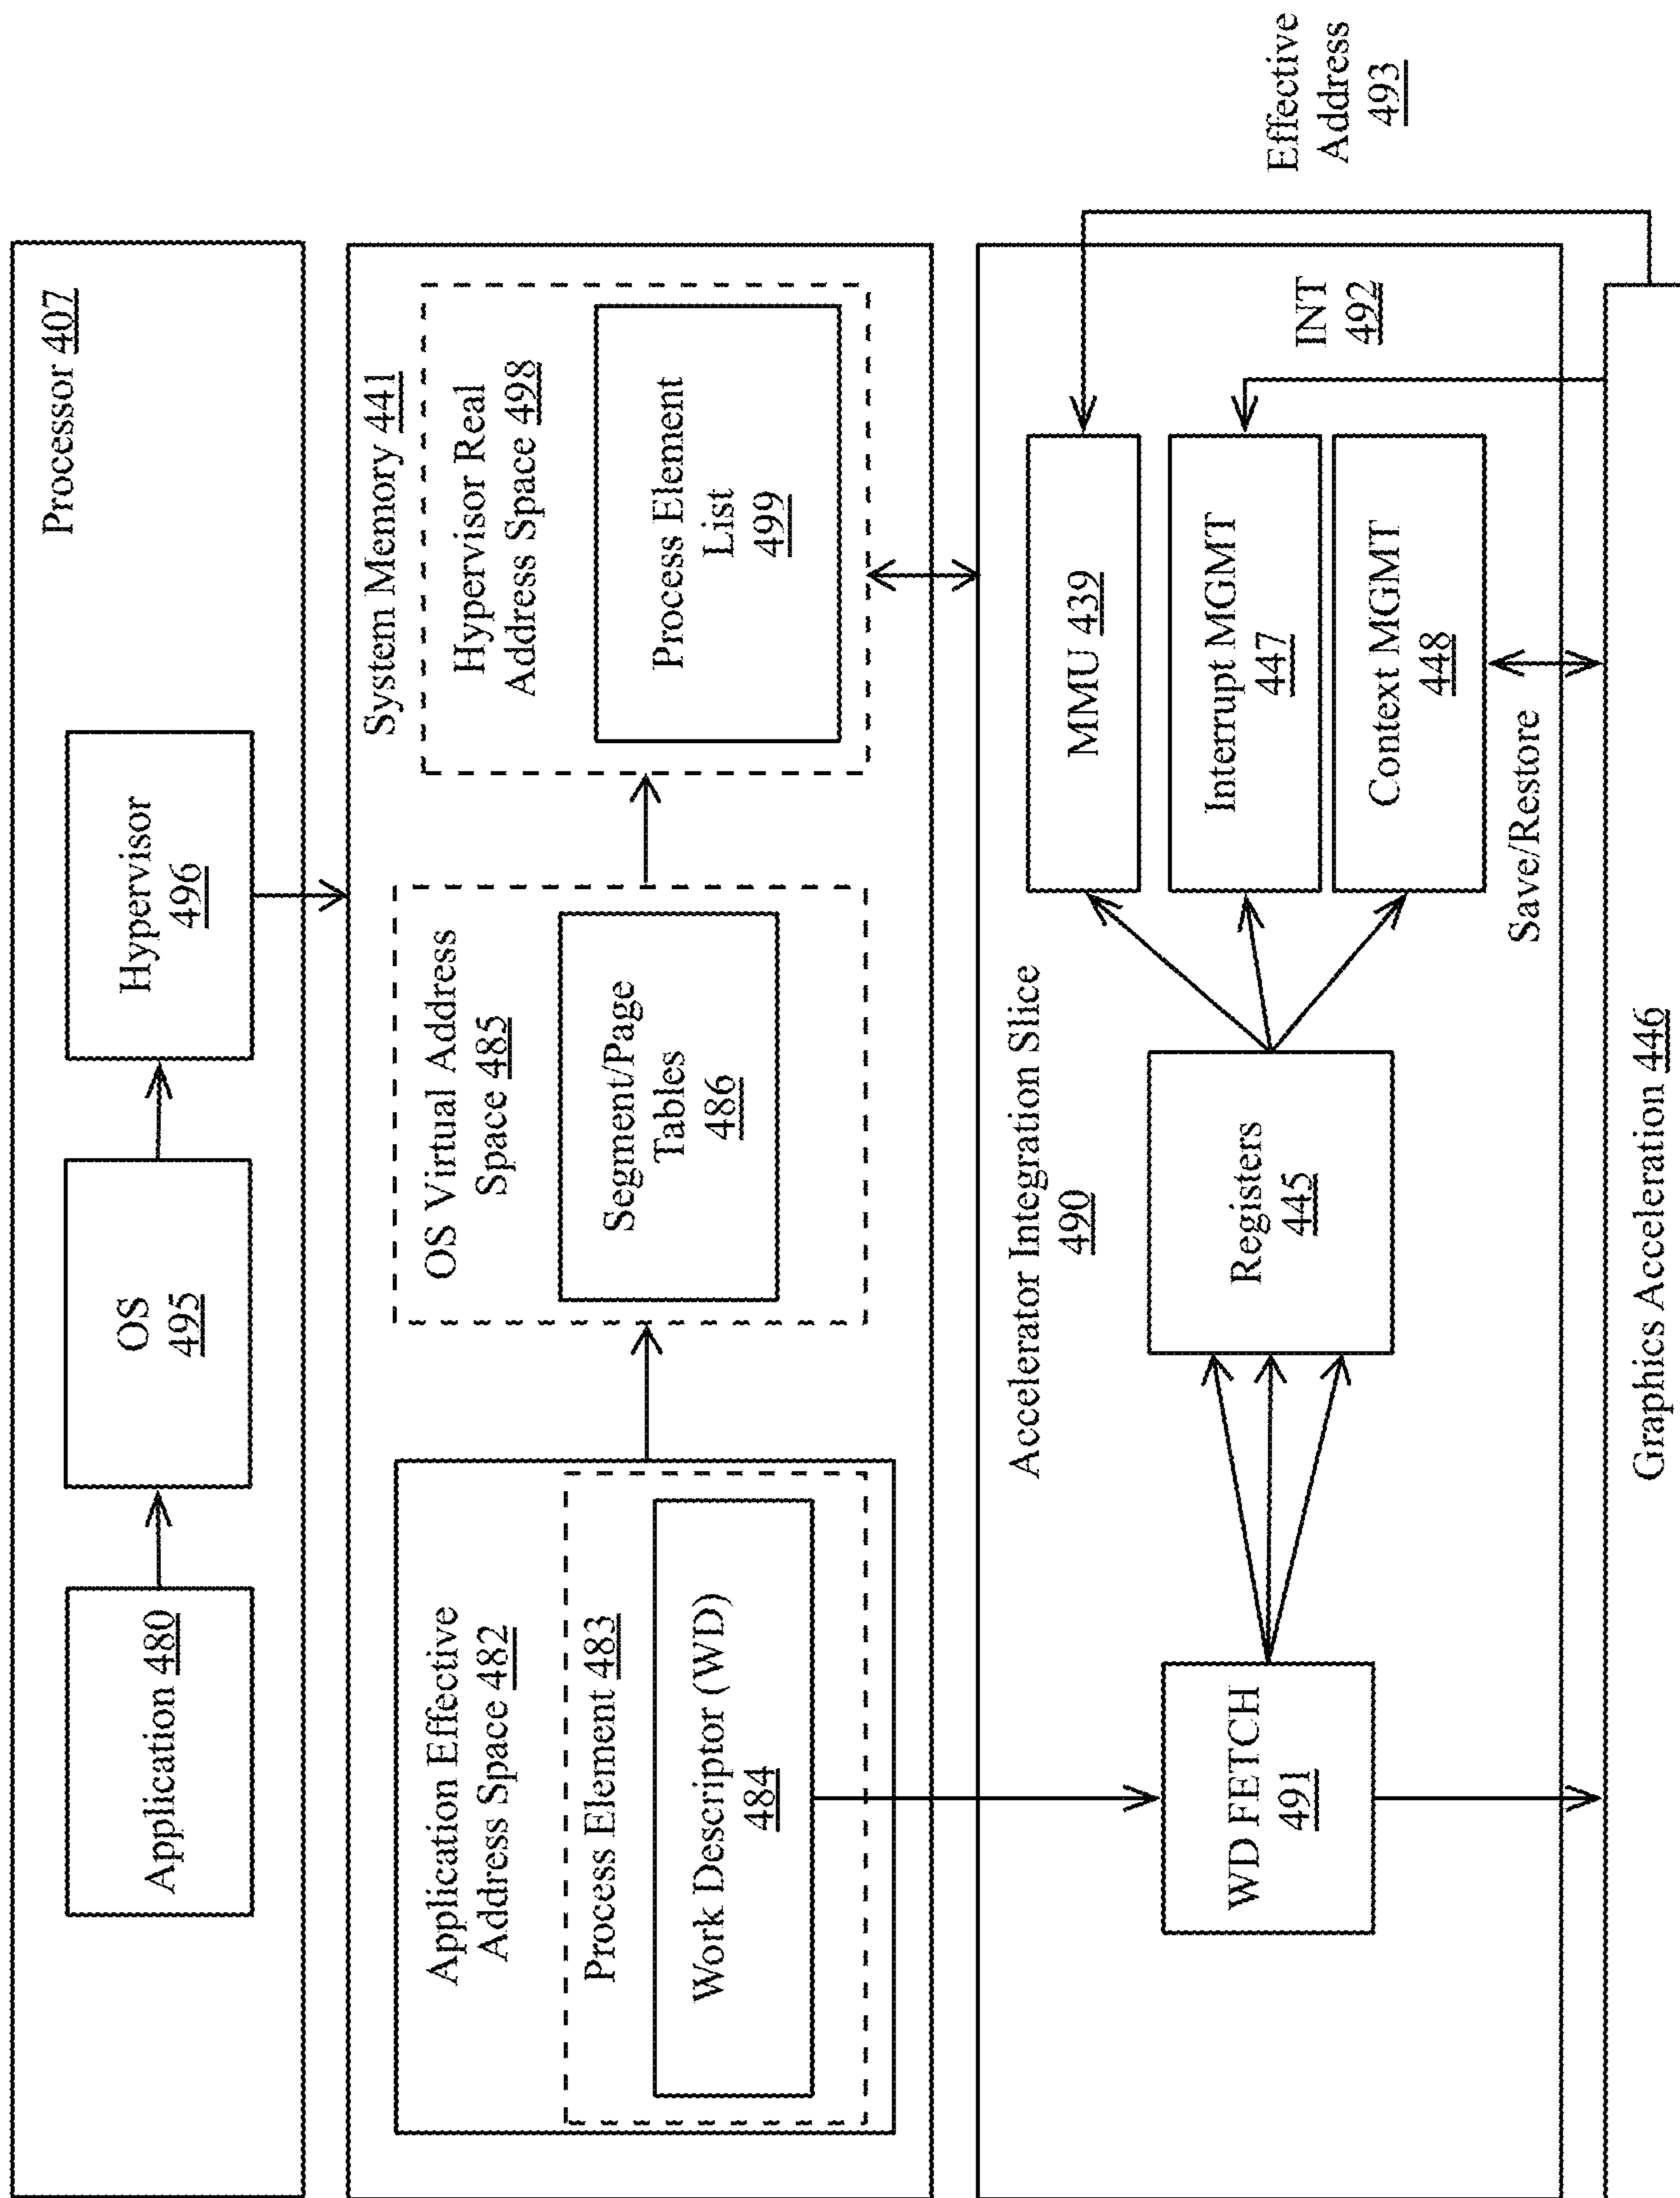 Processor 407
Application 480
OS
495
Hypervisor
496
System Memory 441
Application Effective
Address Space 482
Process Element 483
Work Descriptor (WD)
484
OS Virtual Address
Space 485
Segment/Page
Tables
486
Hypervisor Real
Address Space 498
Process Element
List
499
Accelerator Integration Slice
490
WD FETCH
491
Registers
445
MMU 439
Interrupt MGMT
447
Context MGMT
448
INT
492
Effective
Address
493
Save/Restore
Graphics Acceleration 446